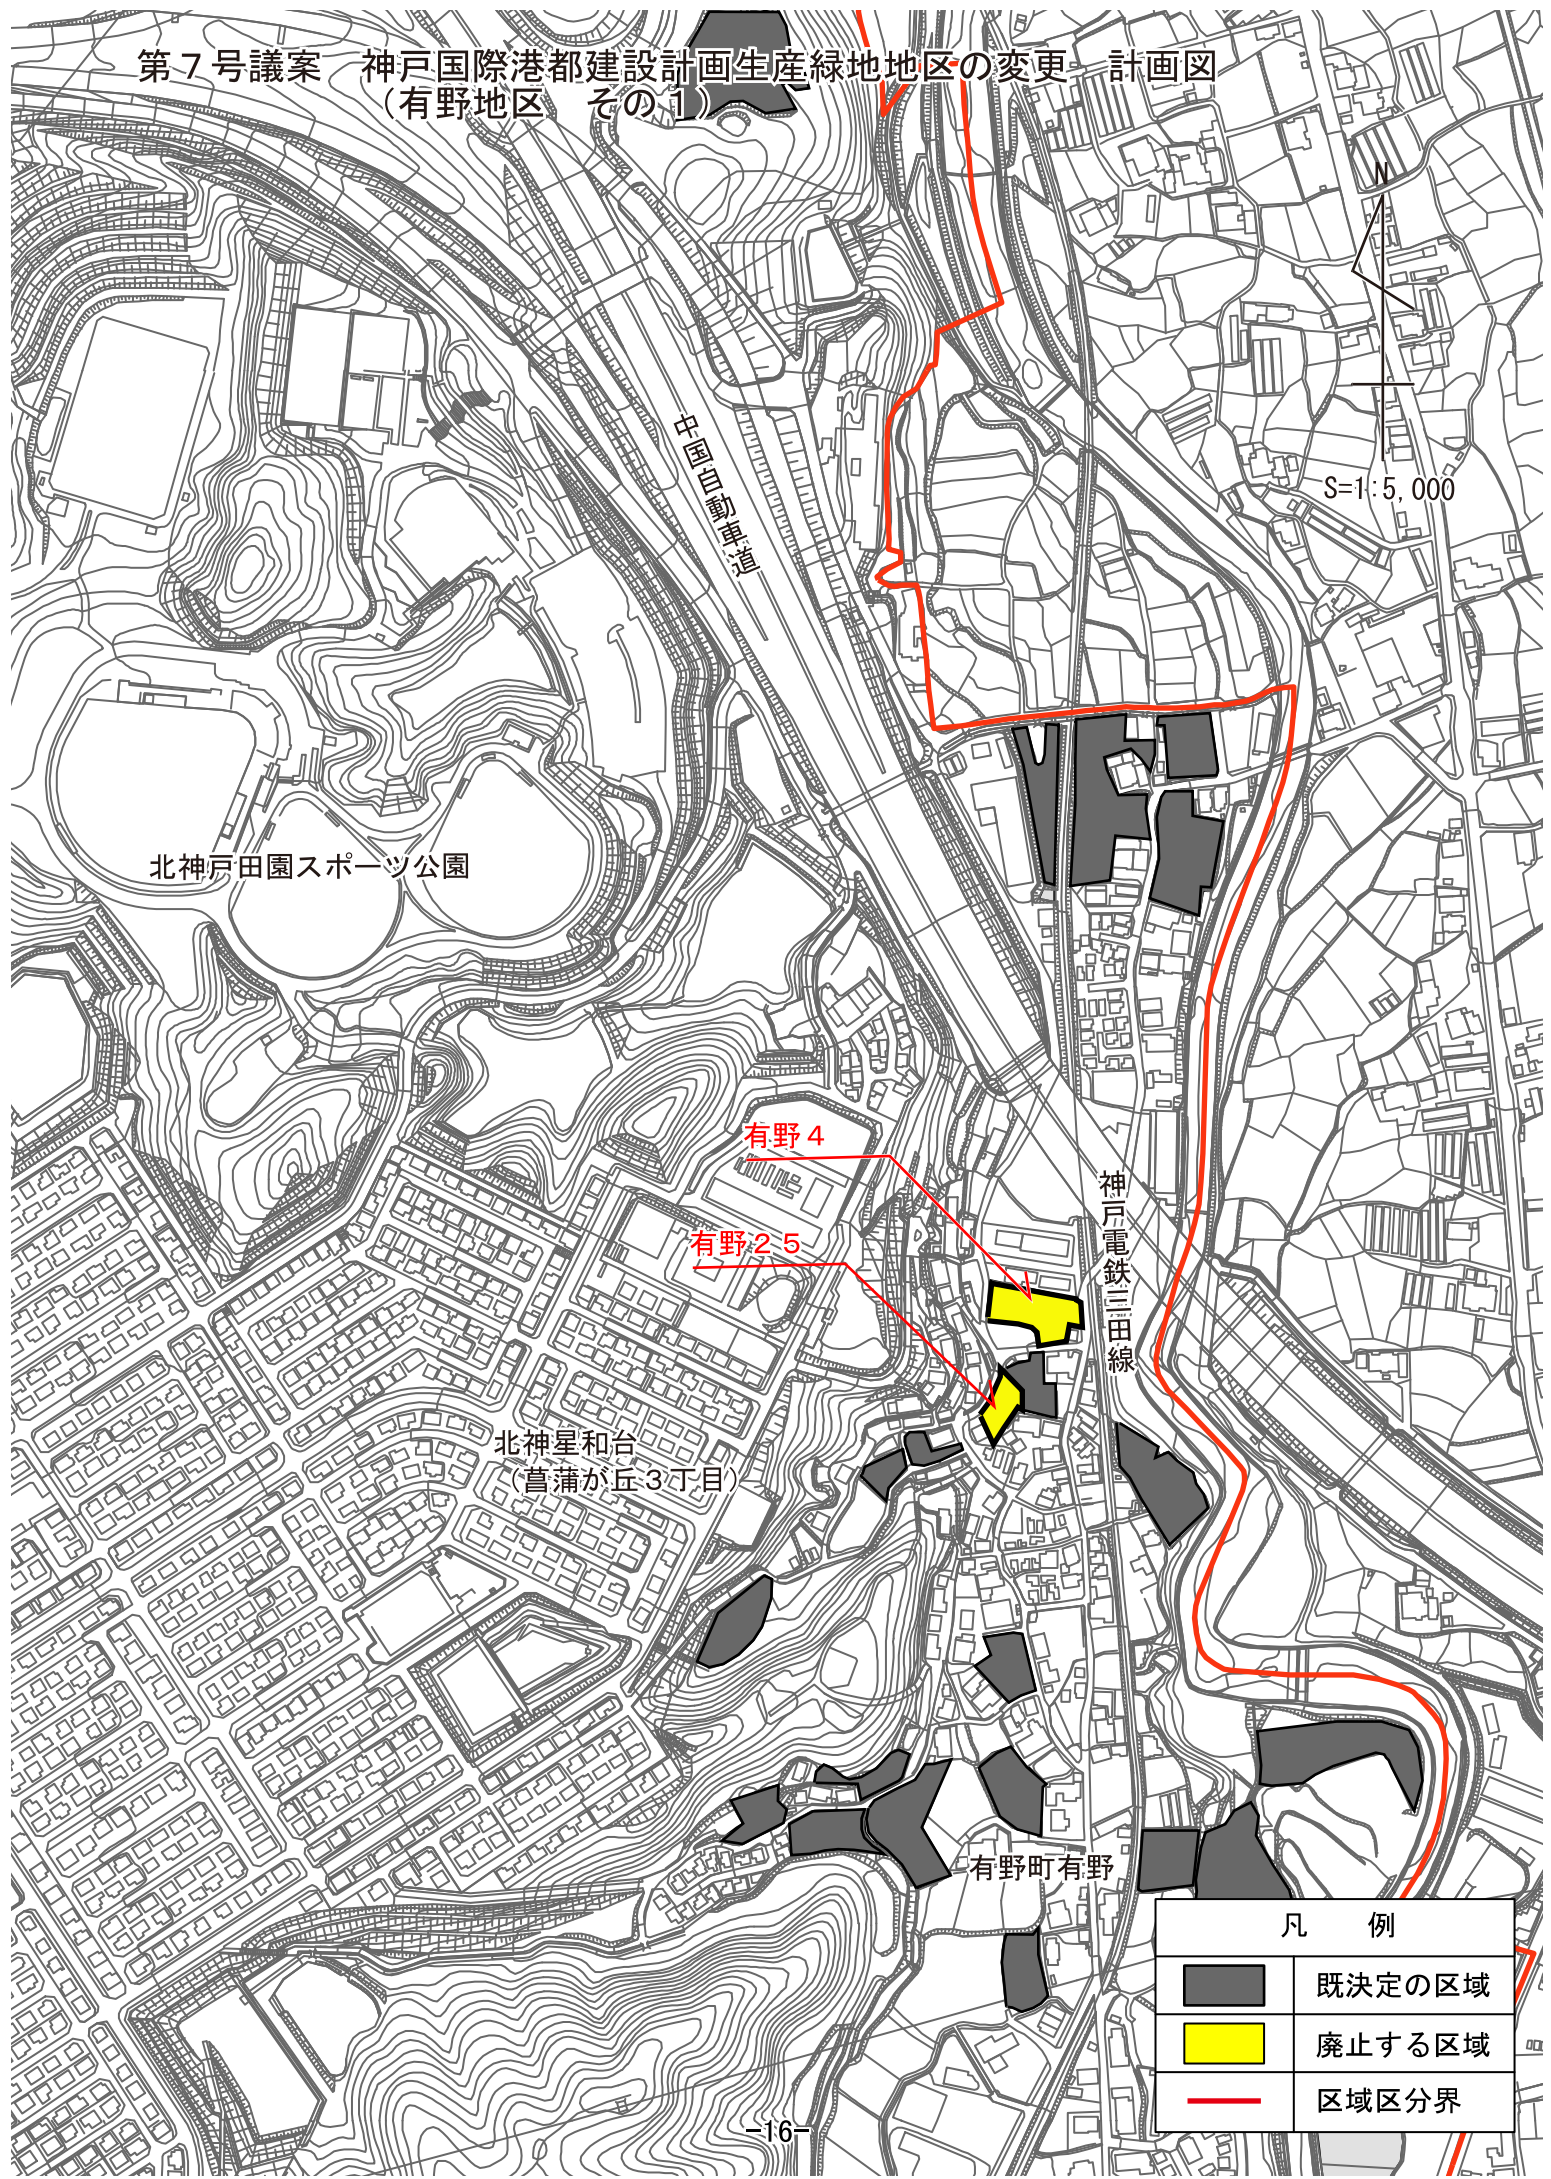 第７号議案　神戸国際港都建設計画生産緑地地区の変更　計画図
（有野地区　その１）
N
S=1:5,000
中国自動車道
北神戸田園スポーツ公園
有野４
神戸電鉄三田線
有野２５
北神星和台
（菖蒲が丘３丁目）
有野町有野
凡　例
既決定の区域
廃止する区域
区域区分界
-16-